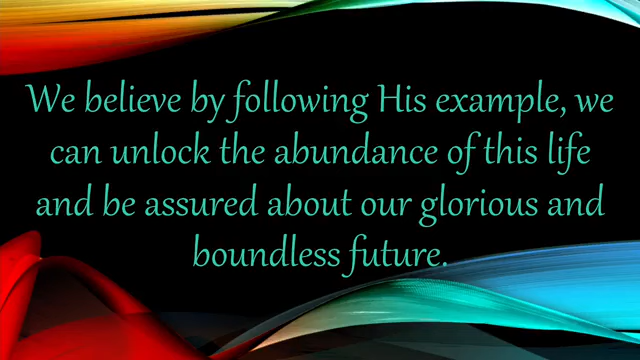 We believe by following His example, we
can unlock the abundance of this life
and be assured about our glorious and
boundless future.